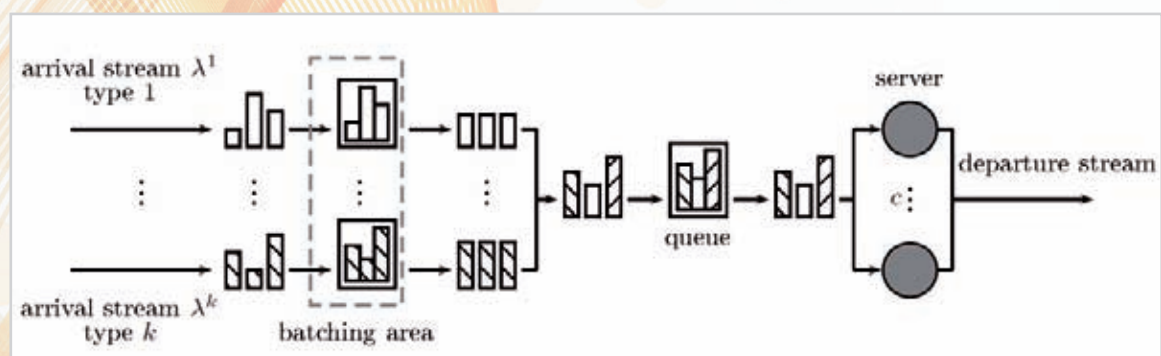 arrival stream λ¹
type 1
server
departure stream
c
queue
arrival stream λᵏ
type k
batching area